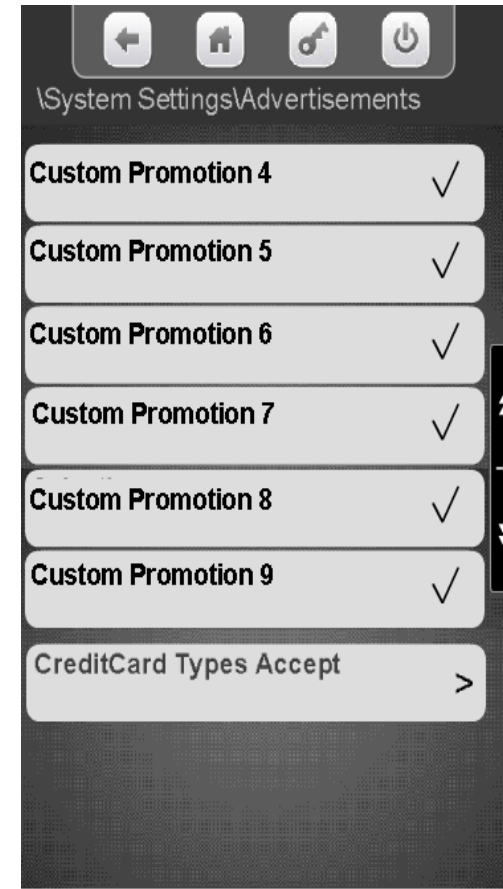 \System Settings\Advertisements
Custom Promotion 4
Custom Promotion 5
Custom Promotion 6
Custom Promotion 7
Custom Promotion 8
Custom Promotion 9
CreditCard Types Accept
>